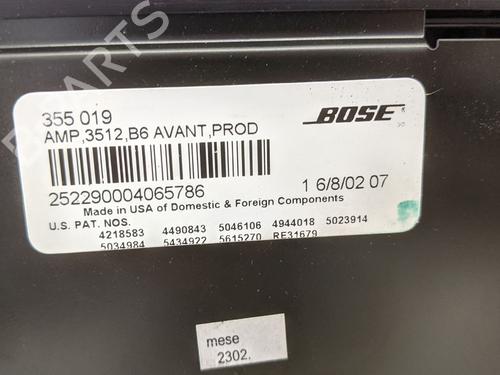 PARTS
355 019
BOSE
AMP,3512,B6 AVANT,PROD
252290004065786
1 6/8/02 07
Made in USA of Domestic & Foreign Components
U.S. PAT. NOS.
4218583 4490843 5046106 4944018 5023914
5034984 5434922 5615270 RE31679
mese
2302.